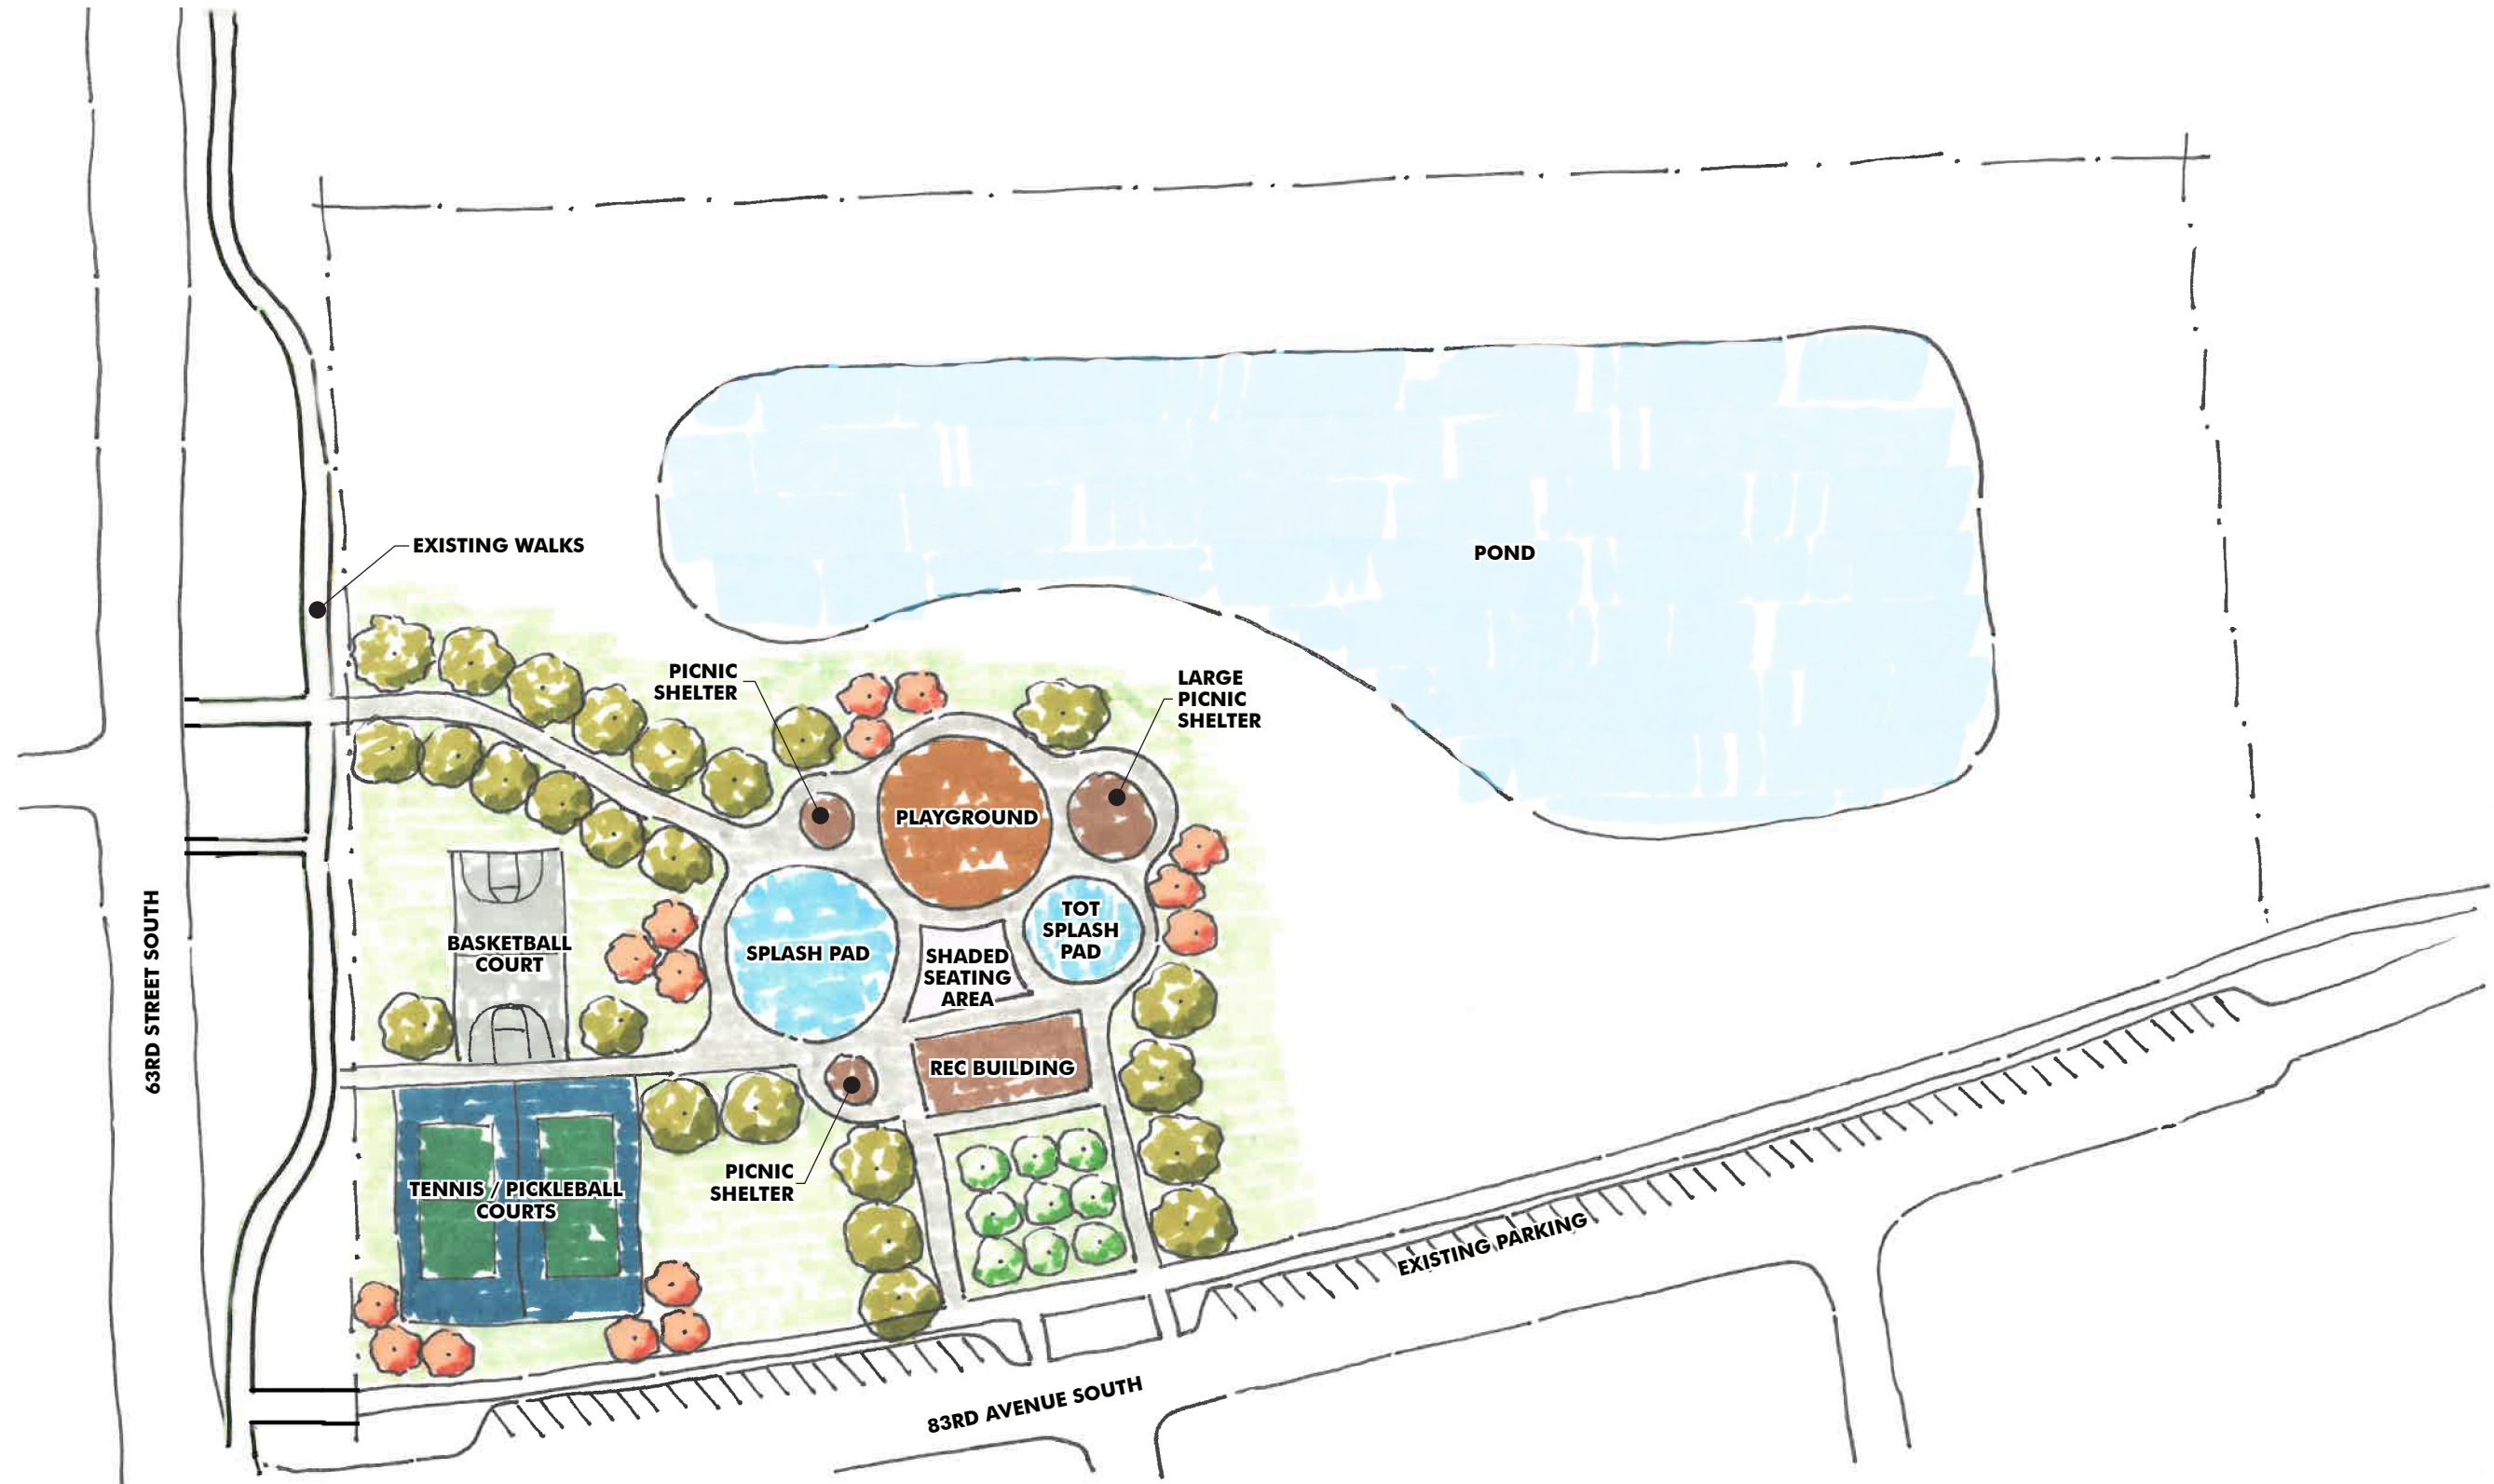 EXISTING WALKS
POND
PICNIC
SHELTER
LARGE
PICNIC
SHELTER
PLAYGROUND
BASKETBALL
COURT
SPLASH PAD
SHADED
SEATING
AREA
TOT
SPLASH
PAD
63RD STREET SOUTH
REC BUILDING
TENNIS / PICKLEBALL
COURTS
PICNIC
SHELTER
EXISTING PARKING
83RD AVENUE SOUTH